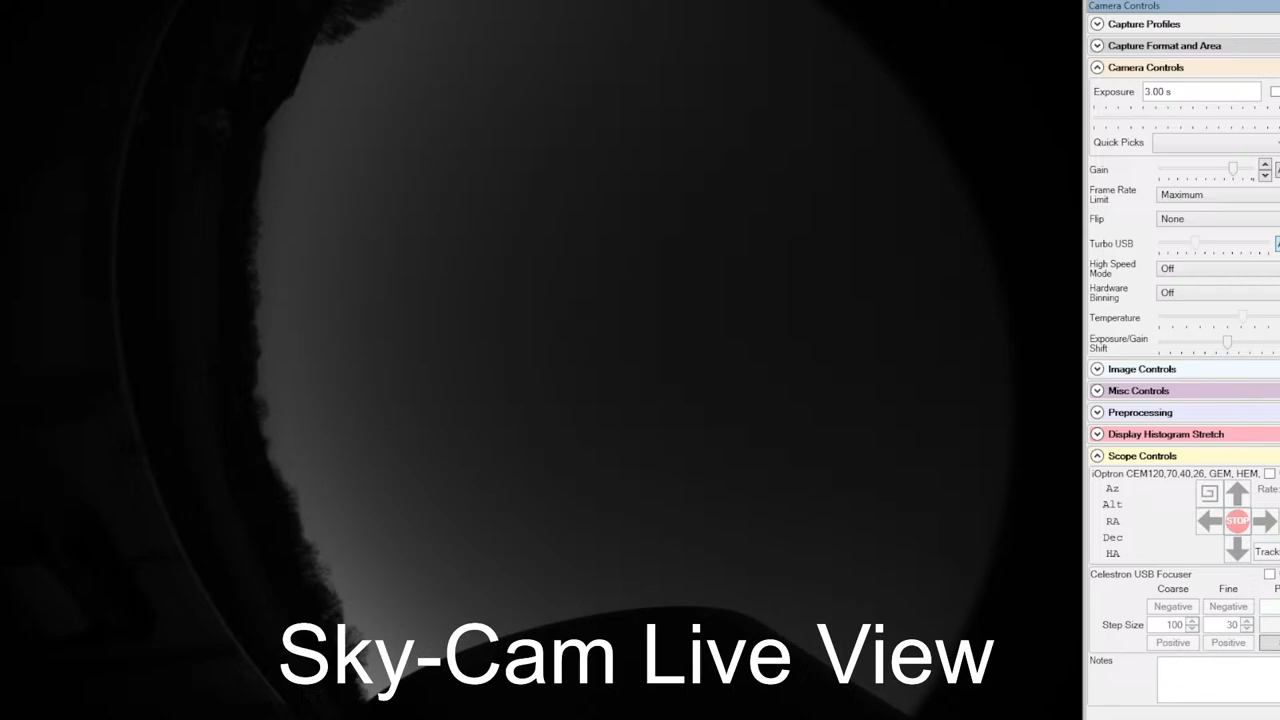 Camera Controls
Capture Profiles
Capture Format and Area
Camera Controls
Exposure 3.00 s
Quick Picks
Gain
Frame Rate Limit Maximum
Flip None
Turbo USB
High Speed Mode Off
Hardware Binning Off
Temperature
Exposure/Gain Shift
Image Controls
Misc Controls
Preprocessing
Display Histogram Stretch
Scope Controls
iOptron CEM120,70,40,26, GEM, HEM,
Az
Rate:
Alt
RA
STOP
Dec
HA
Track
Celestron USB Focuser
Coarse Fine
Negative Negative
Step Size 100 30
Positive Positive
Notes
Sky-Cam Live View